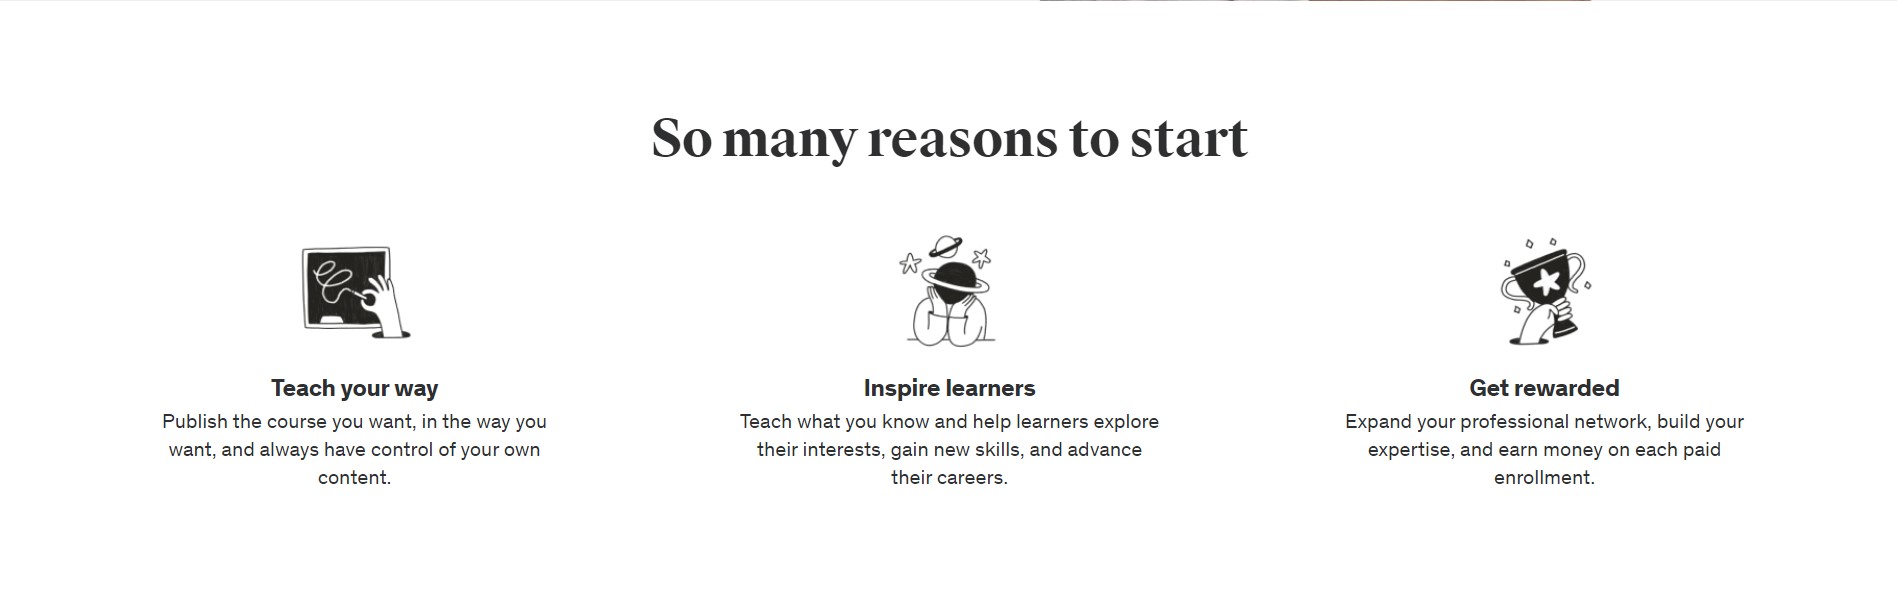 So many reasons to start
Teach your way
Publish the course you want, in the way you
want, and always have control of your own
content.
Inspire learners
Teach what you know and help learners explore
their interests, gain new skills, and advance
their careers.
Get rewarded
Expand your professional network, build your
expertise, and earn money on each paid
enrollment.